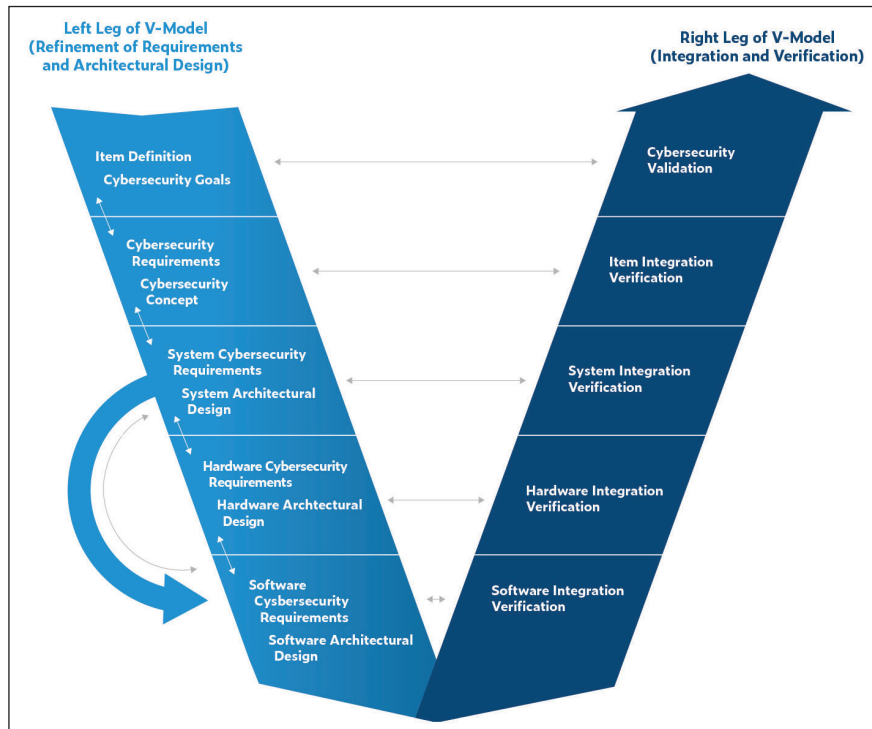 Left Leg of V-Model
(Refinement of Requirements
and Architectural Design)
Right Leg of V-Model
(Integration and Verification)
Item Definition
Cybersecurity Goals
Cybersecurity
Validation
Cybersecurity
Requirements
Cybersecurity
Concept
Item Integration
Verification
System Cybersecurity
Requirements
System Architectural
Design
System Integration
Verification
Hardware Cybersecurity
Requirements
Hardware Archtectural
Design
Hardware Integration
Verification
Software
Cysbersecurity
Requirements
Software Architectural
Design
Software Integration
Verification